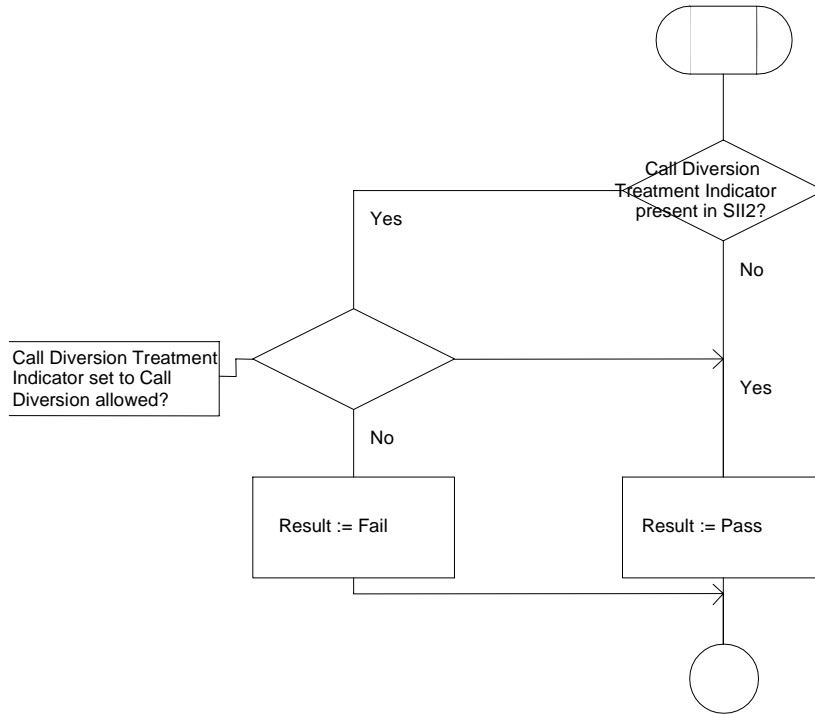 Call Diversion
Treatment Indicator
present in SII2?
Yes
No
Call Diversion Treatment
Indicator set to Call
Diversion allowed?
Yes
No
Result := Fail
Result := Pass